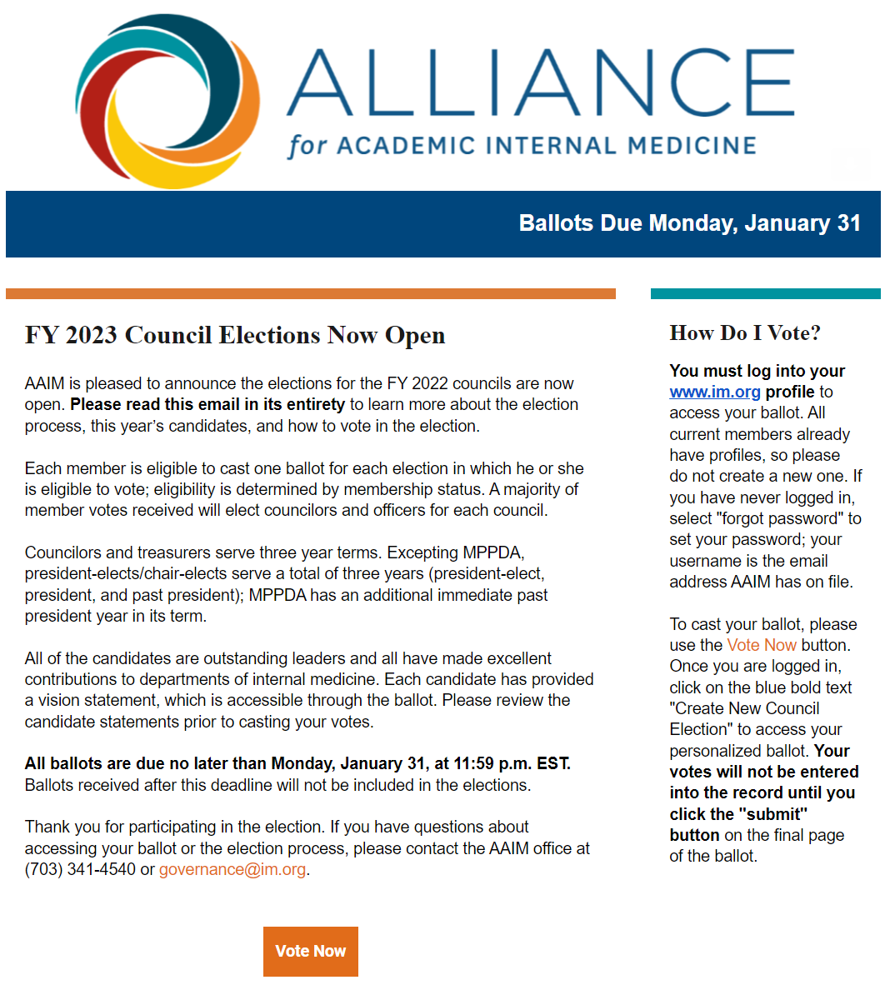 ALLIANCE
for ACADEMIC INTERNAL MEDICINE
Ballots Due Monday, January 31
FY 2023 Council Elections Now Open
AAIM is pleased to announce the elections for the FY 2022 councils are now
open. Please read this email in its entirety to learn more about the election
process, this year’s candidates, and how to vote in the election.
Each member is eligible to cast one ballot for each election in which he or she
is eligible to vote; eligibility is determined by membership status. A majority of
member votes received will elect councilors and officers for each council.
Councilors and treasurers serve three year terms. Excepting MPPDA,
president-elects/chair-elects serve a total of three years (president-elect,
president, and past president); MPPDA has an additional immediate past
president year in its term.
All of the candidates are outstanding leaders and all have made excellent
contributions to departments of internal medicine. Each candidate has provided
a vision statement, which is accessible through the ballot. Please review the
candidate statements prior to casting your votes.
All ballots are due no later than Monday, January 31, at 11:59 p.m. EST.
Ballots received after this deadline will not be included in the elections.
Thank you for participating in the election. If you have questions about
accessing your ballot or the election process, please contact the AAIM office at
(703) 341-4540 or governance@im.org.
Vote Now
How Do I Vote?
You must log into your
www.im.org profile to
access your ballot. All
current members already
have profiles, so please
do not create a new one. If
you have never logged in,
select "forgot password" to
set your password; your
username is the email
address AAIM has on file.
To cast your ballot, please
use the Vote Now button.
Once you are logged in,
click on the blue bold text
"Create New Council
Election" to access your
personalized ballot. Your
votes will not be entered
into the record until you
click the "submit"
button on the final page
of the ballot.